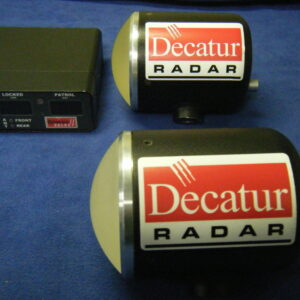 LOCKED PATROL
FRONT
REAR
Decatur
RADAR
Decatur
RADAR